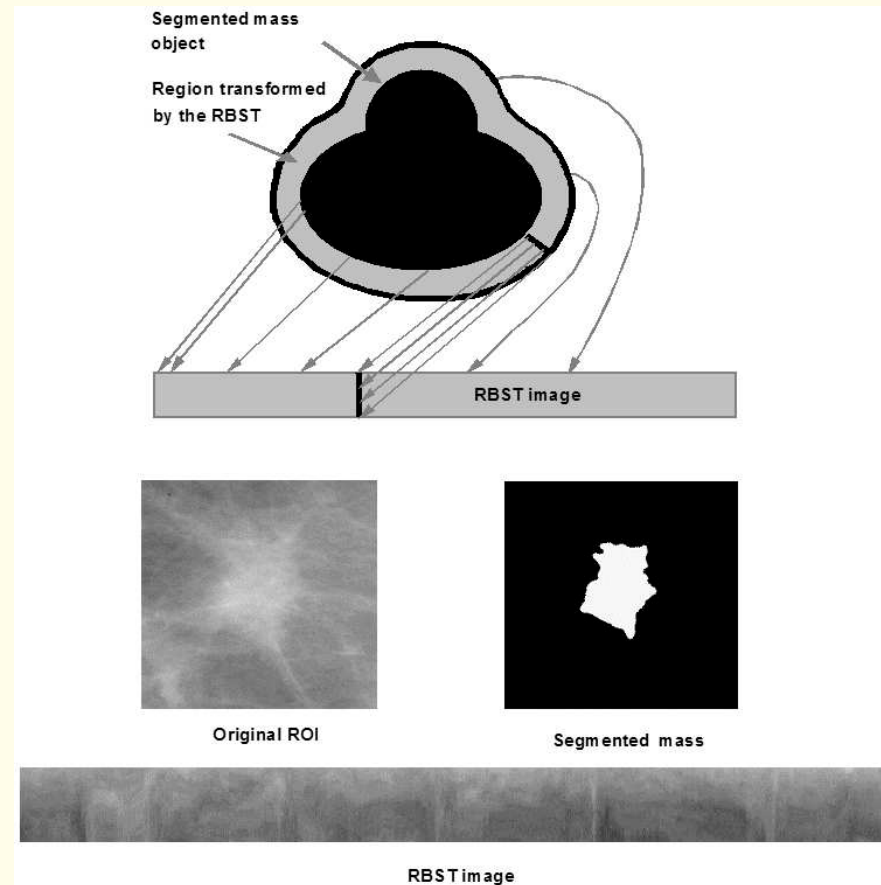 Segmented mass
object
Region transformed
by the RBST
RBST image
Original ROI
Segmented mass
RBST image